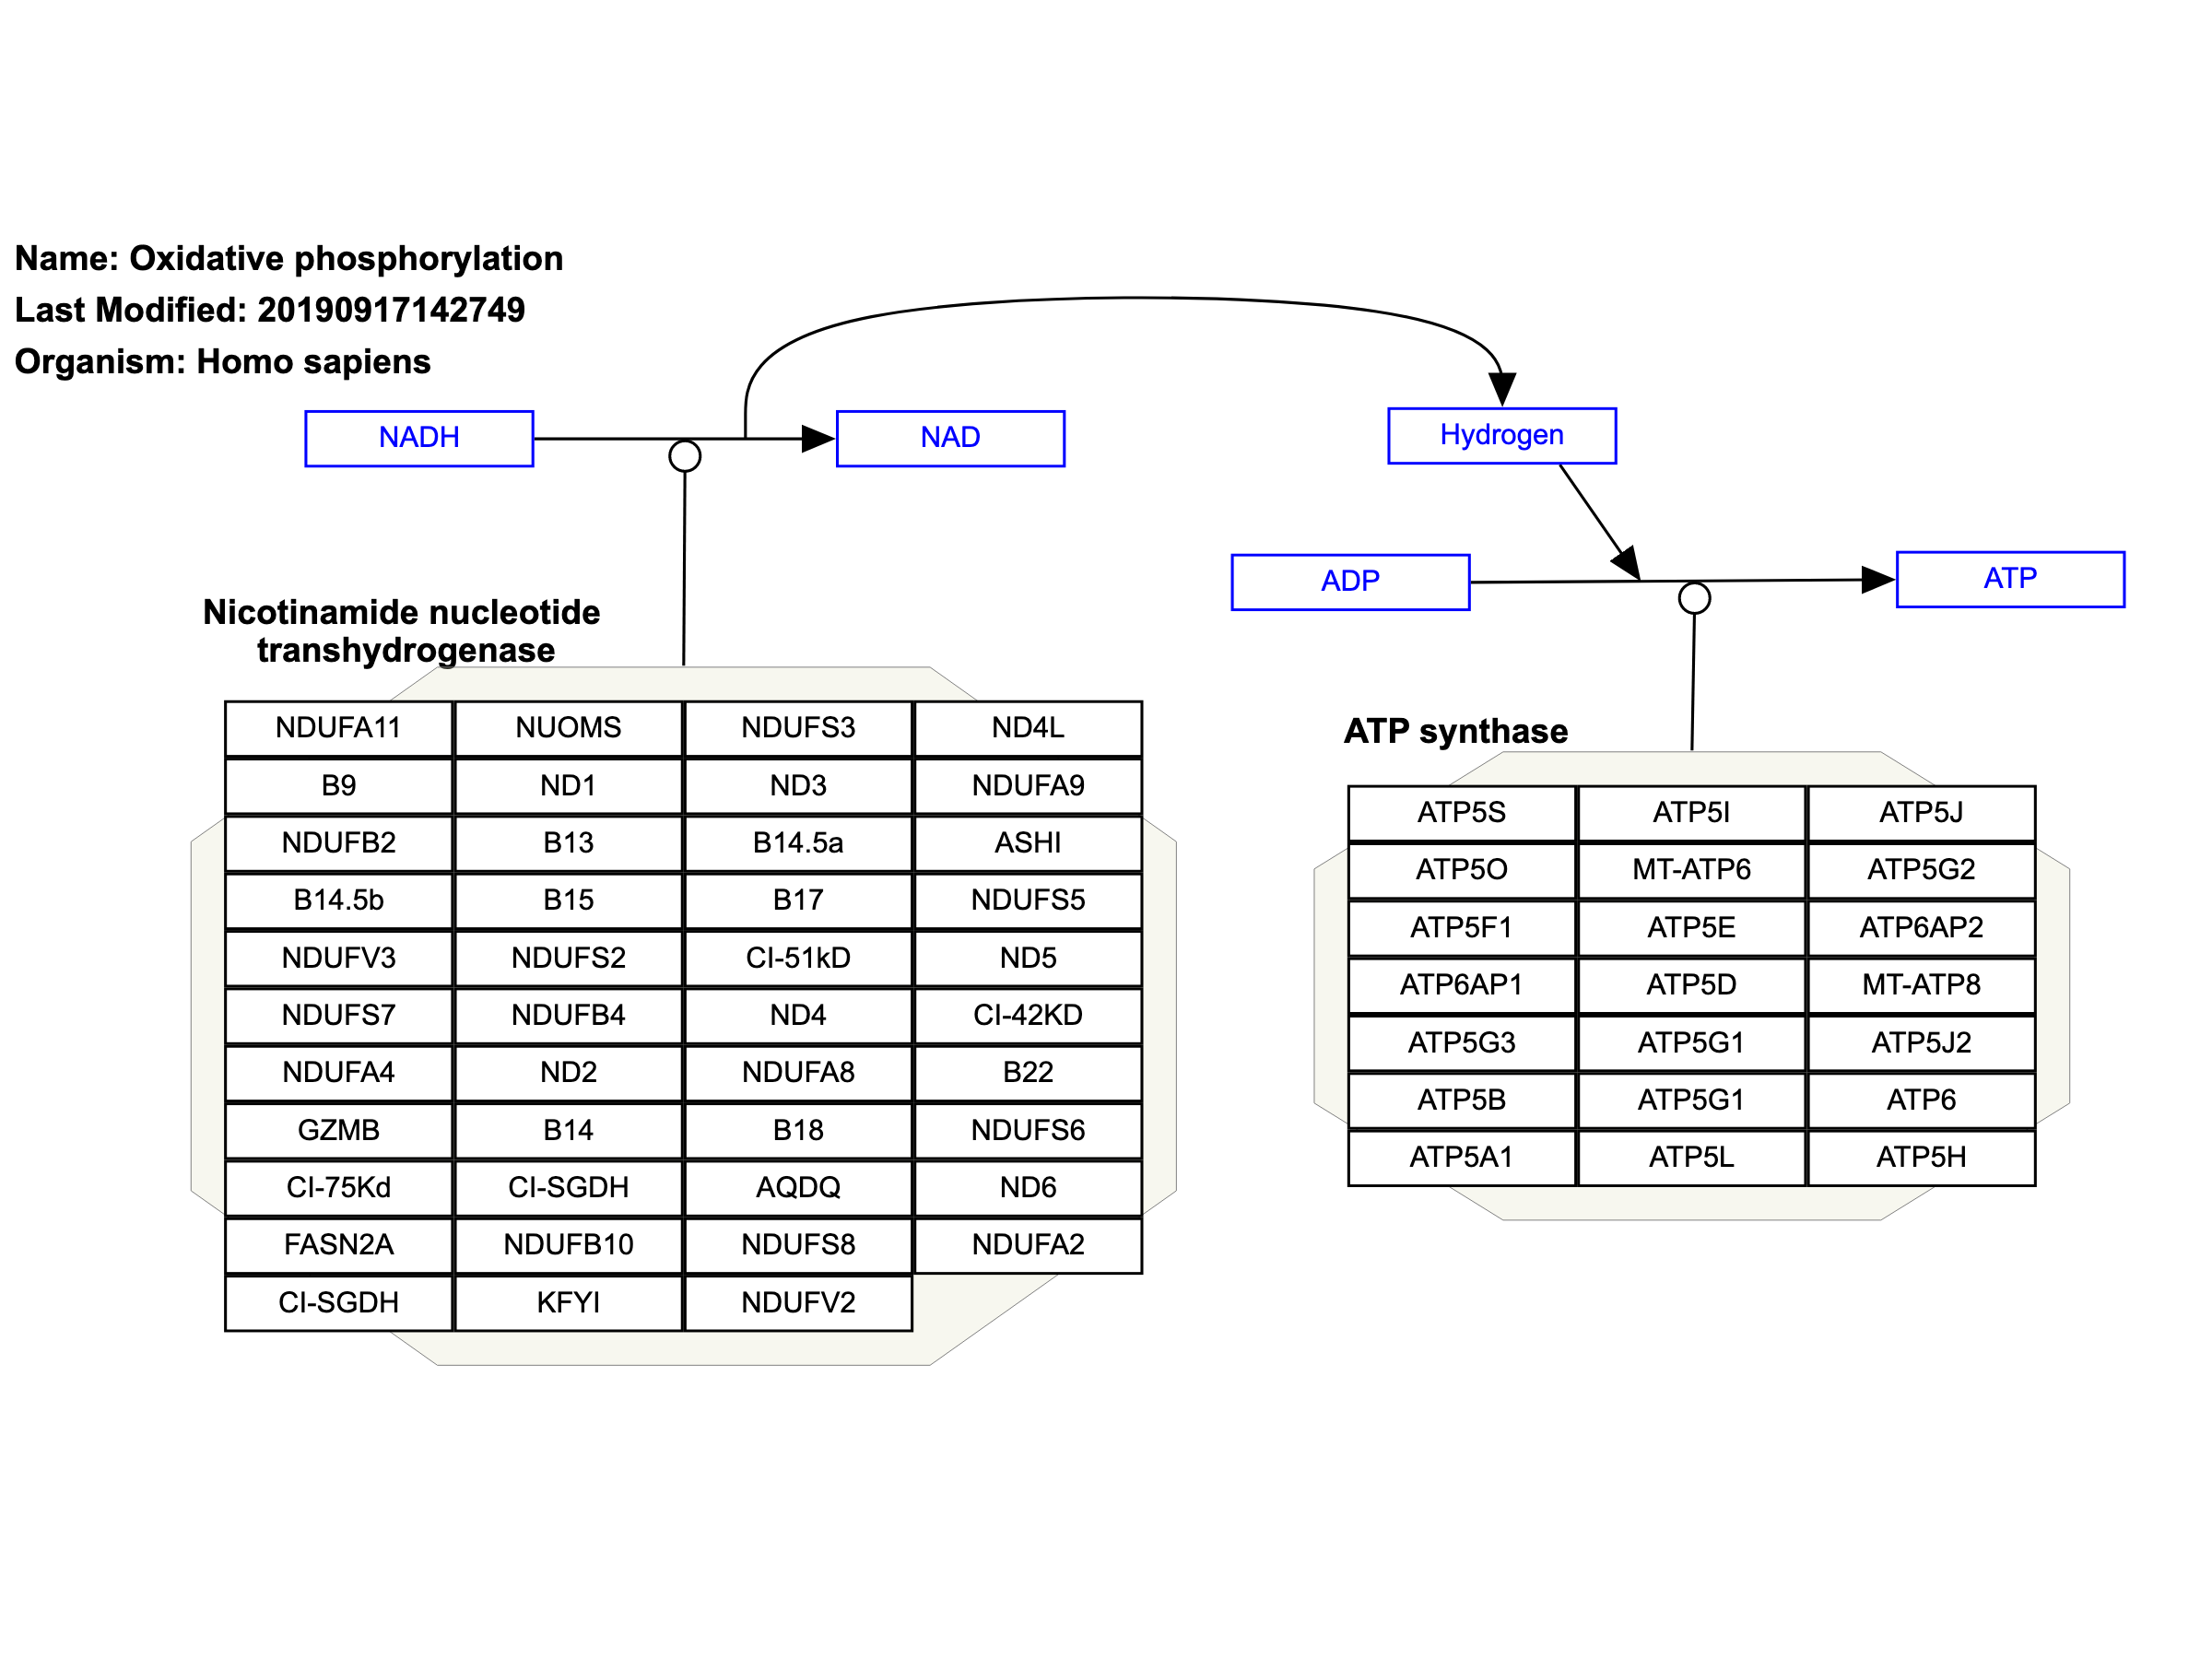 Name: Oxidative phosphorylation
Last Modified: 20190917142749
Organism: Homo sapiens
NADH
NAD
Hydrogen
ADP
ATP
Nicotinamide nucleotide
transhydrogenase
NDUFA11 NUOMS NDUFS3 ND4L
B9 ND1 ND3 NDUFA9
NDUFB2 B13 B14.5a ASHI
B14.5b B15 B17 NDUFS5
NDUFV3 NDUFS2 CI-51kD ND5
NDUFS7 NDUFB4 ND4 CI-42KD
NDUFA4 ND2 NDUFA8 B22
GZMB B14 B18 NDUFS6
CI-75Kd CI-SGDH AQDQ ND6
FASN2A NDUFB10 NDUFS8 NDUFA2
CI-SGDH KFYI NDUFV2
ATP synthase
ATP5S ATP5I ATP5J
ATP5O MT-ATP6 ATP5G2
ATP5F1 ATP5E ATP6AP2
ATP6AP1 ATP5D MT-ATP8
ATP5G3 ATP5G1 ATP5J2
ATP5B ATP5G1 ATP6
ATP5A1 ATP5L ATP5H